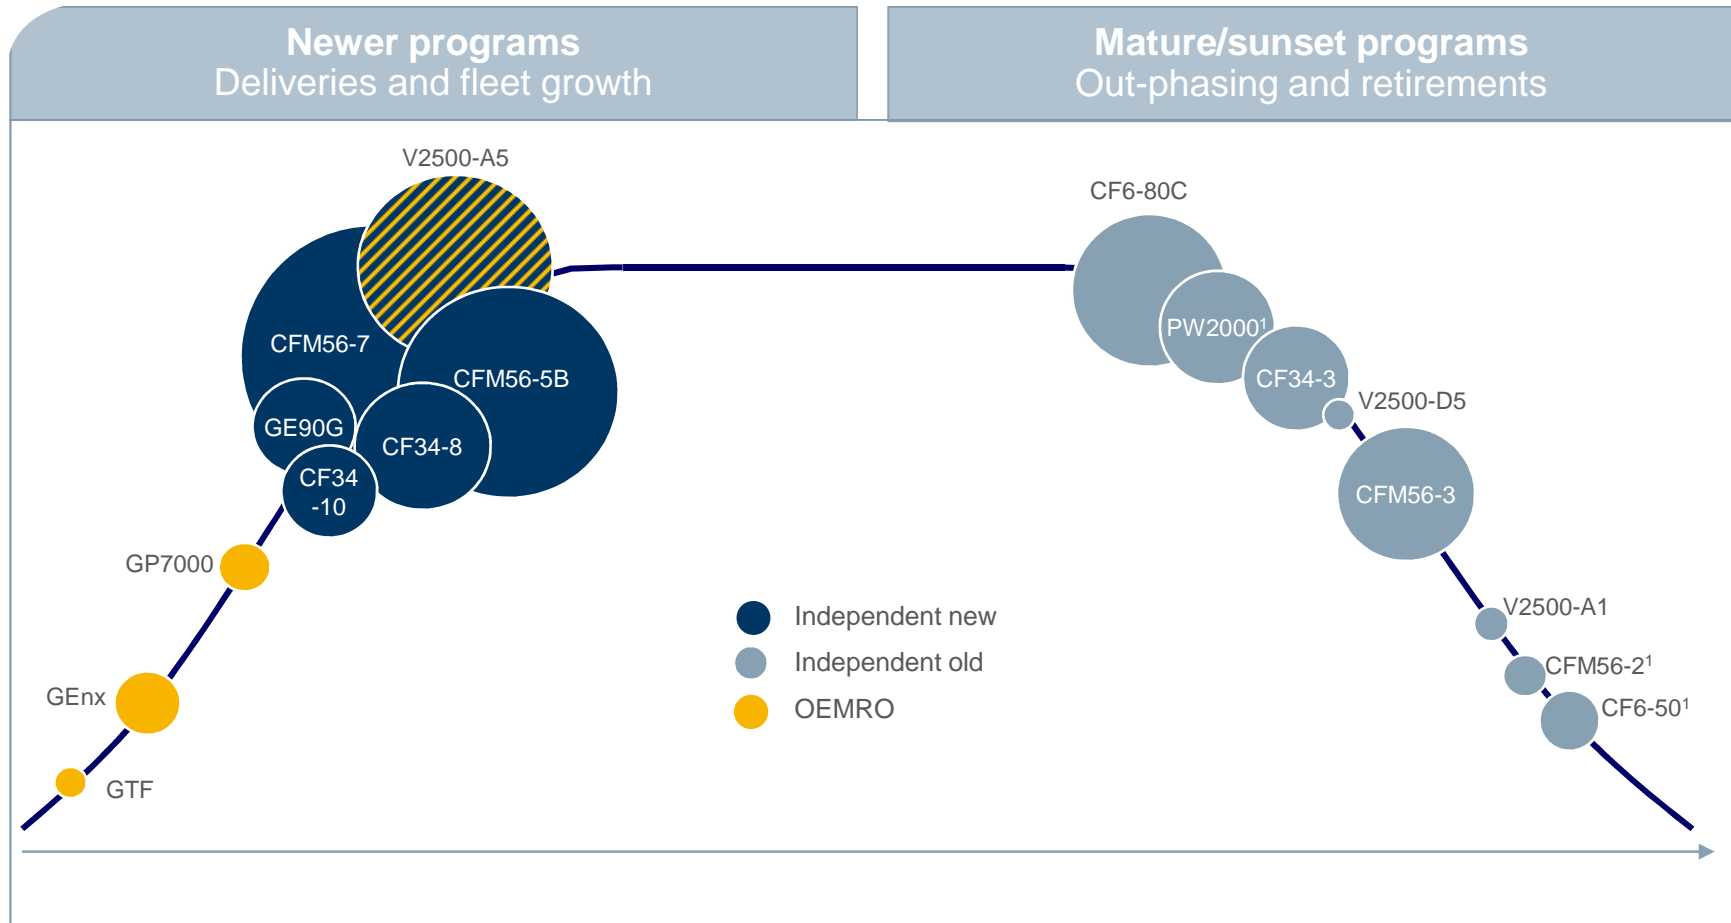 Newer programs
Deliveries and fleet growth
Mature/sunset programs
Out-phasing and retirements
V2500-A5
CFM56-7
CFM56-5B
GE90G
CF34-8
CF34
-10
GP7000
GEnx
GTF
CF6-80C
PW2000¹
CF34-3
V2500-D5
CFM56-3
V2500-A1
CFM56-2¹
CF6-50¹
Independent new
Independent old
OEMRO